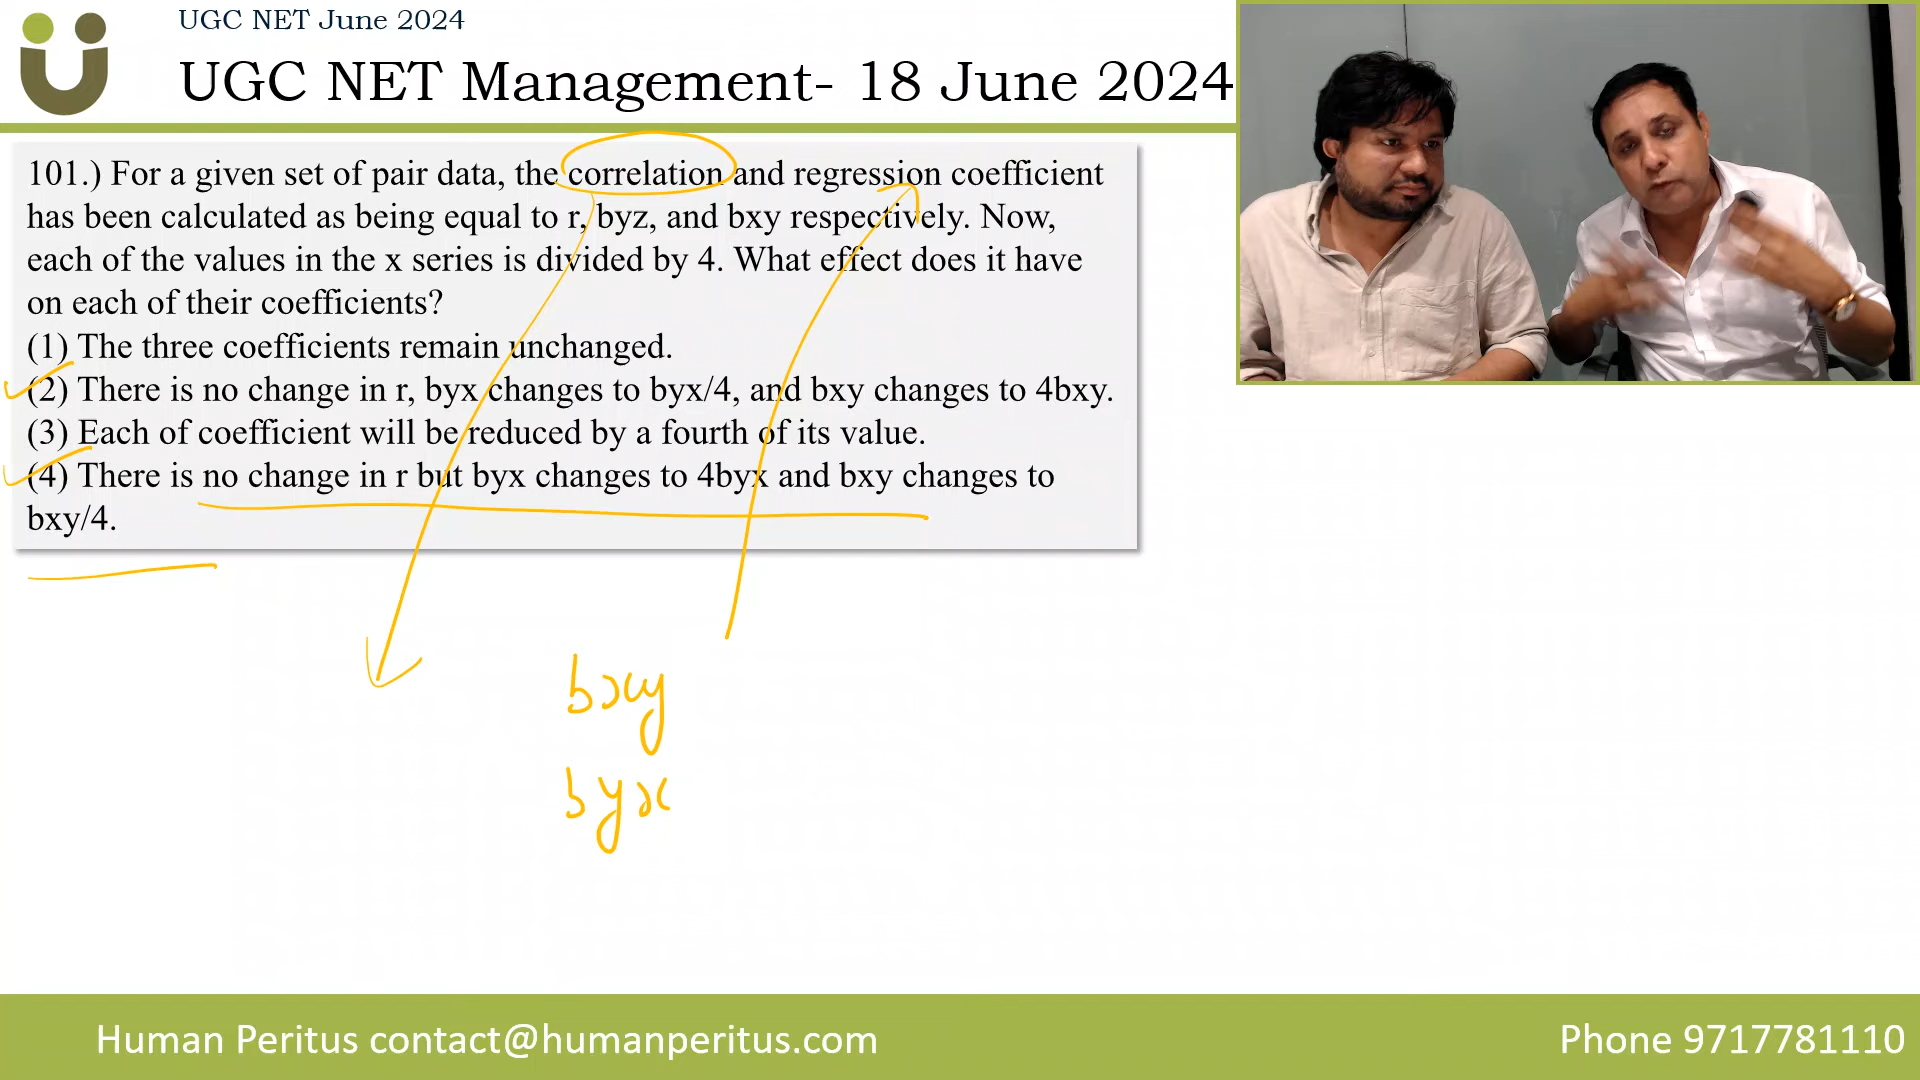 UGC NET June 2024
UGC NET Management- 18 June 2024
101.) For a given set of pair data, the correlation and regression coefficient
has been calculated as being equal to r, byz, and bxy respectively. Now,
each of the values in the x series is divided by 4. What effect does it have
on each of their coefficients?
(1) The three coefficients remain unchanged.
(2) There is no change in r, byx changes to byx/4, and bxy changes to 4bxy.
(3) Each of coefficient will be reduced by a fourth of its value.
(4) There is no change in r but byx changes to 4byx and bxy changes to
bxy/4.
bxy
byx
Human Peritus contact@humanperitus.com
Phone 9717781110